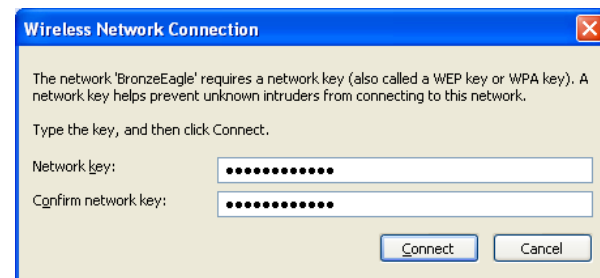 Wireless Network Connection
The network 'BronzeEagle' requires a network key (also called a WEP key or WPA key). A
network key helps prevent unknown intruders from connecting to this network.
Type the key, and then click Connect.
Network key: ●●●●●●●●●●●●
Confirm network key: ●●●●●●●●●●●●
Connect Cancel